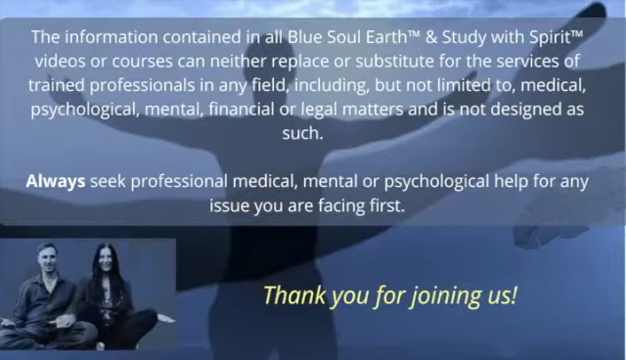 The information contained in all Blue Soul Earth™ & Study with Spirit™
videos or courses can neither replace or substitute for the services of
trained professionals in any field, including, but not limited to, medical,
psychological, mental, financial or legal matters and is not designed as
such.
Always seek professional medical, mental or psychological help for any
issue you are facing first.
Thank you for joining us!